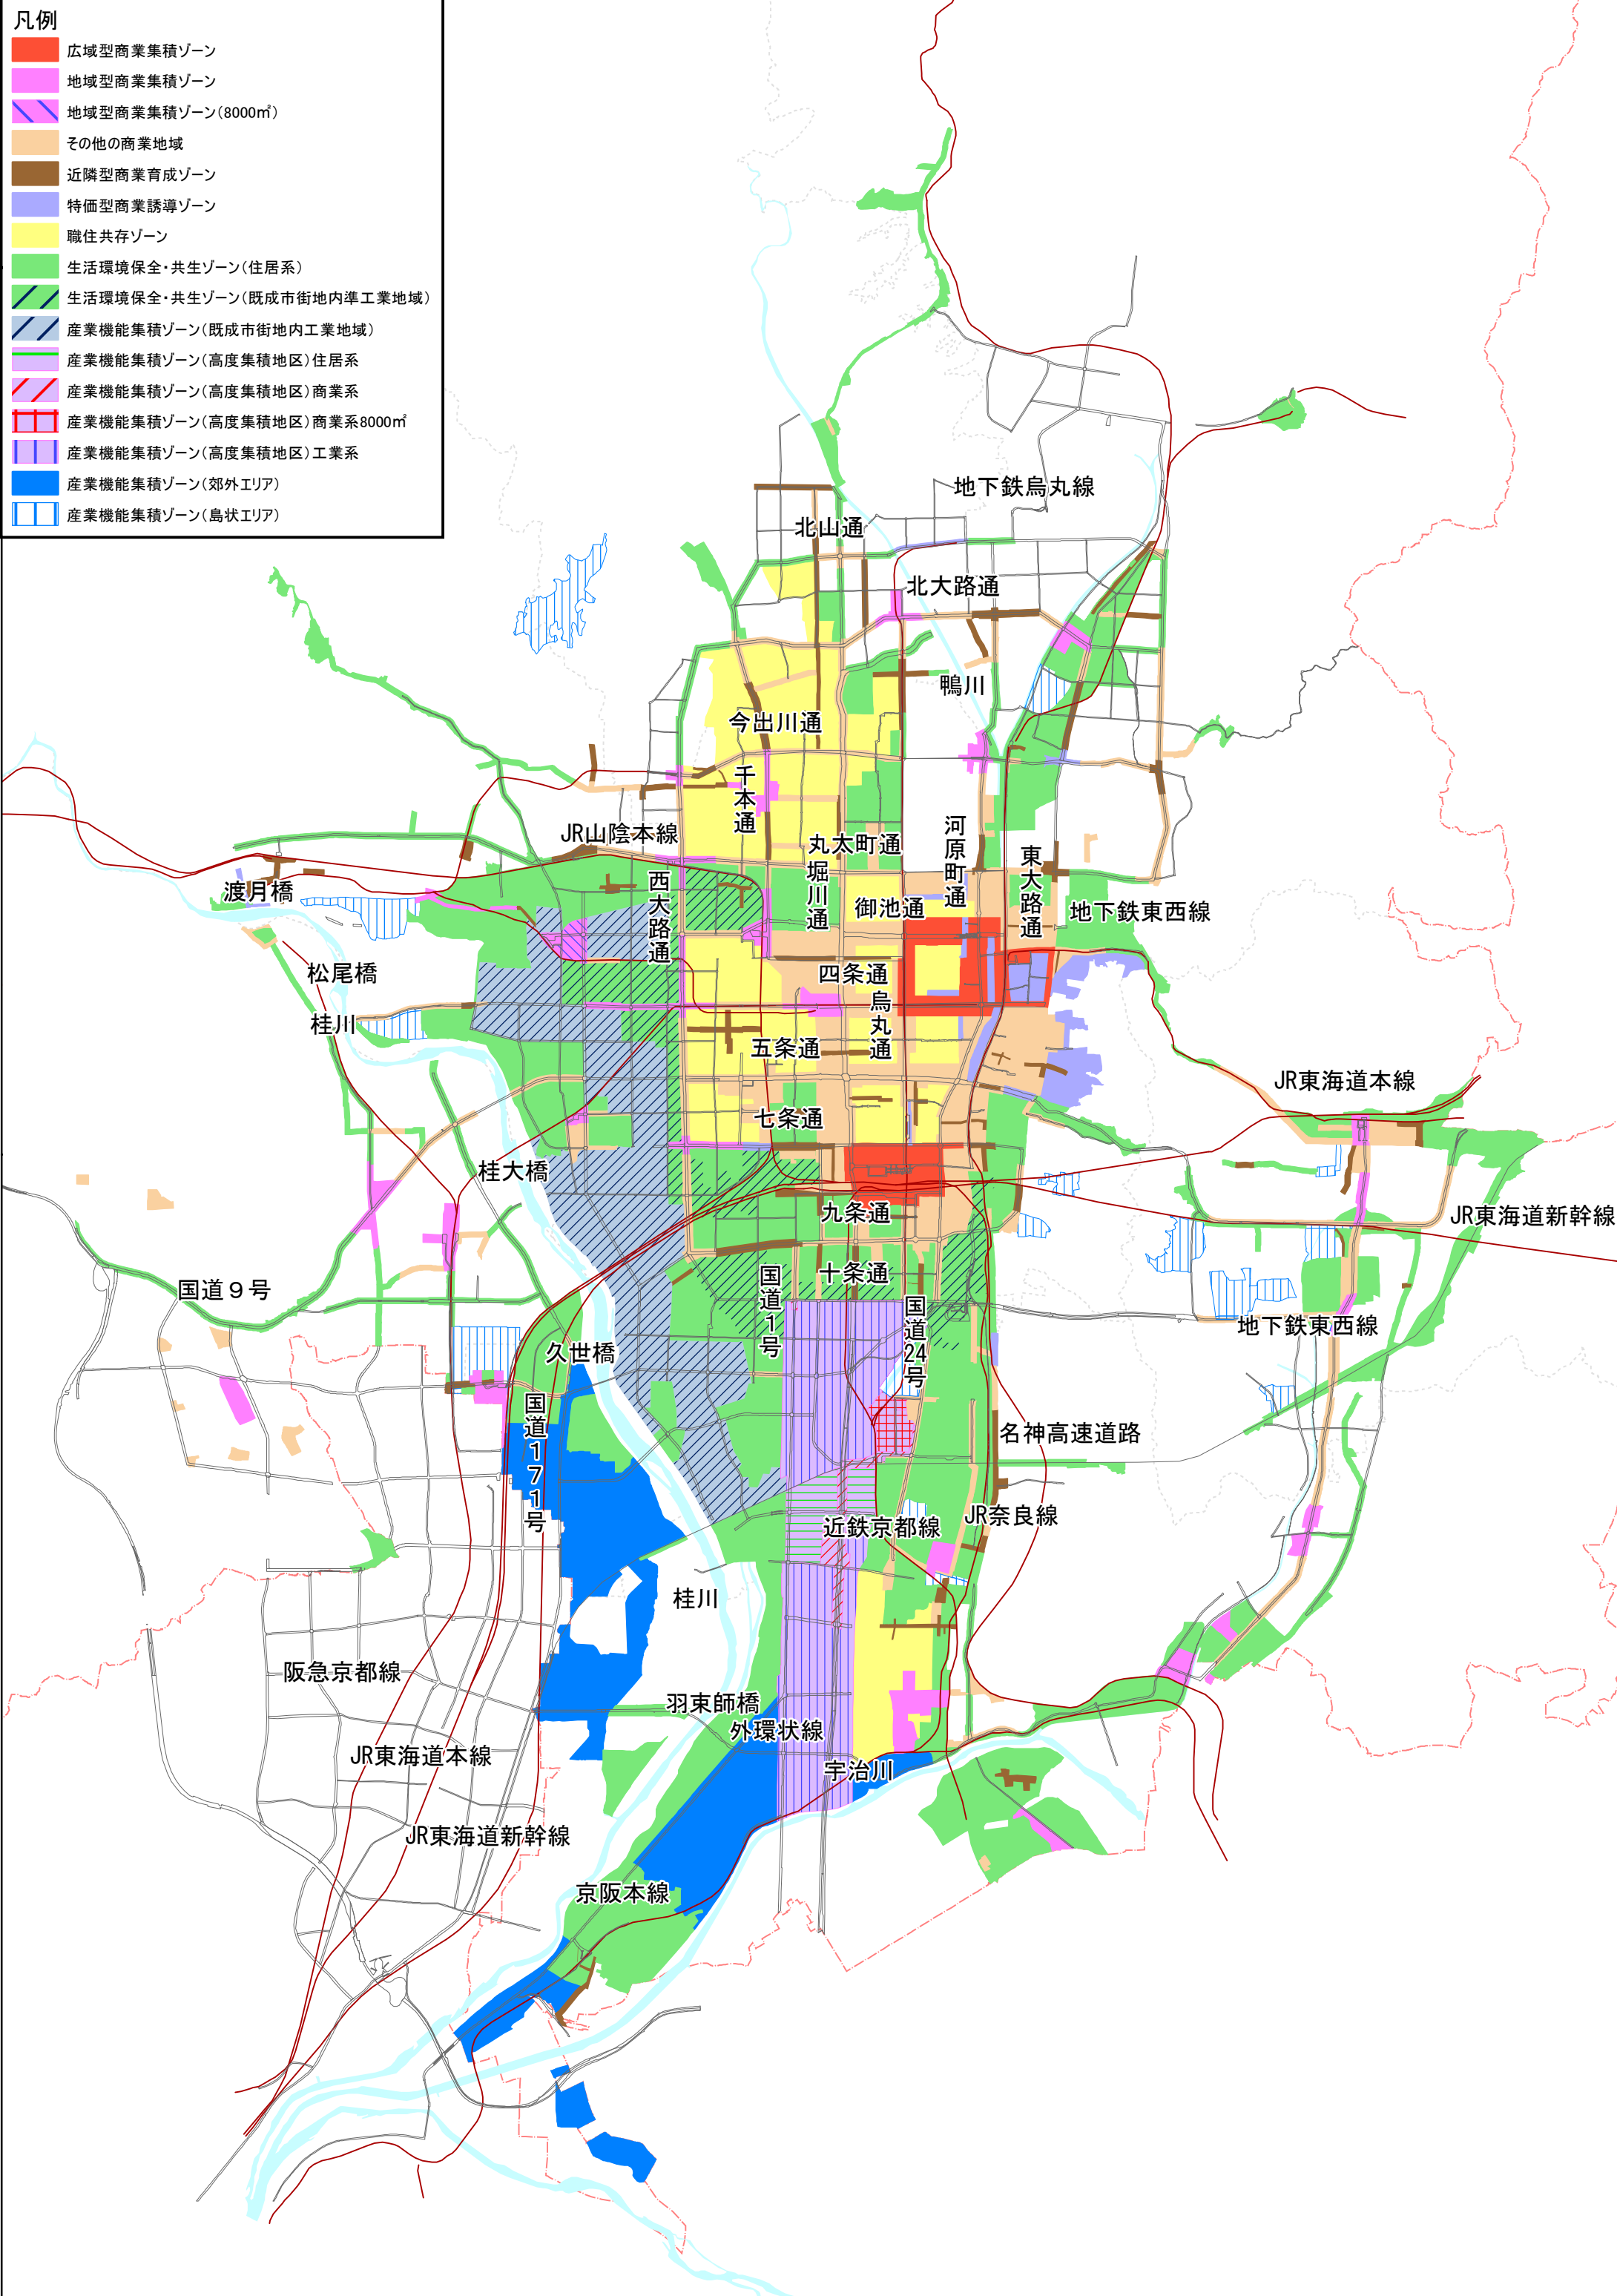 凡例
広域型商業集積ゾーン
地域型商業集積ゾーン
地域型商業集積ゾーン(8000㎡)
その他の商業地域
近隣型商業育成ゾーン
特価型商業誘導ゾーン
職住共存ゾーン
生活環境保全・共生ゾーン(住居系)
生活環境保全・共生ゾーン(既成市街地内準工業地域)
産業機能集積ゾーン(既成市街地内工業地域)
産業機能集積ゾーン(高度集積地区)住居系
産業機能集積ゾーン(高度集積地区)商業系
産業機能集積ゾーン(高度集積地区)商業系8000㎡
産業機能集積ゾーン(高度集積地区)工業系
産業機能集積ゾーン(郊外エリア)
産業機能集積ゾーン(島状エリア)
地下鉄烏丸線
北山通
北大路通
鴨川
今出川通
千本通
JR山陰本線
丸太町通
河原町通
東大路通
堀川通
西大路通
渡月橋
御池通
地下鉄東西線
松尾橋
四条通
烏丸通
桂川
五条通
JR東海道本線
七条通
桂大橋
九条通
JR東海道新幹線
国道9号
国道1号
十条通
国道24号
地下鉄東西線
久世橋
国道171号
名神高速道路
JR奈良線
近鉄京都線
桂川
阪急京都線
羽束師橋
外環状線
JR東海道本線
宇治川
JR東海道新幹線
京阪本線